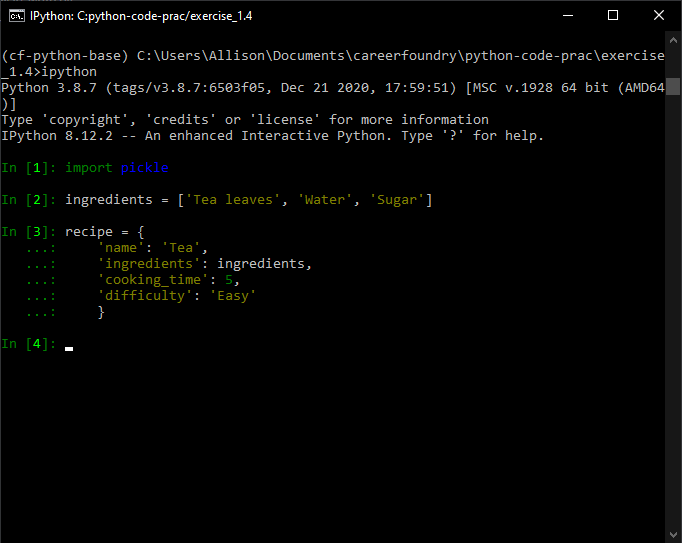 IPython: C:python-code-prac/exercise_1.4
(cf-python-base) C:\Users\Allison\Documents\careerfoundry\python-code-prac\exercise
_1.4>ipython
Python 3.8.7 (tags/v3.8.7:6503f05, Dec 21 2020, 17:59:51) [MSC v.1928 64 bit (AMD64
)]
Type 'copyright', 'credits' or 'license' for more information
IPython 8.12.2 -- An enhanced Interactive Python. Type '?' for help.
In [1]: import pickle
In [2]: ingredients = ['Tea leaves', 'Water', 'Sugar']
In [3]: recipe = {
...:     'name': 'Tea',
...:     'ingredients': ingredients,
...:     'cooking_time': 5,
...:     'difficulty': 'Easy'
...:     }
In [4]: